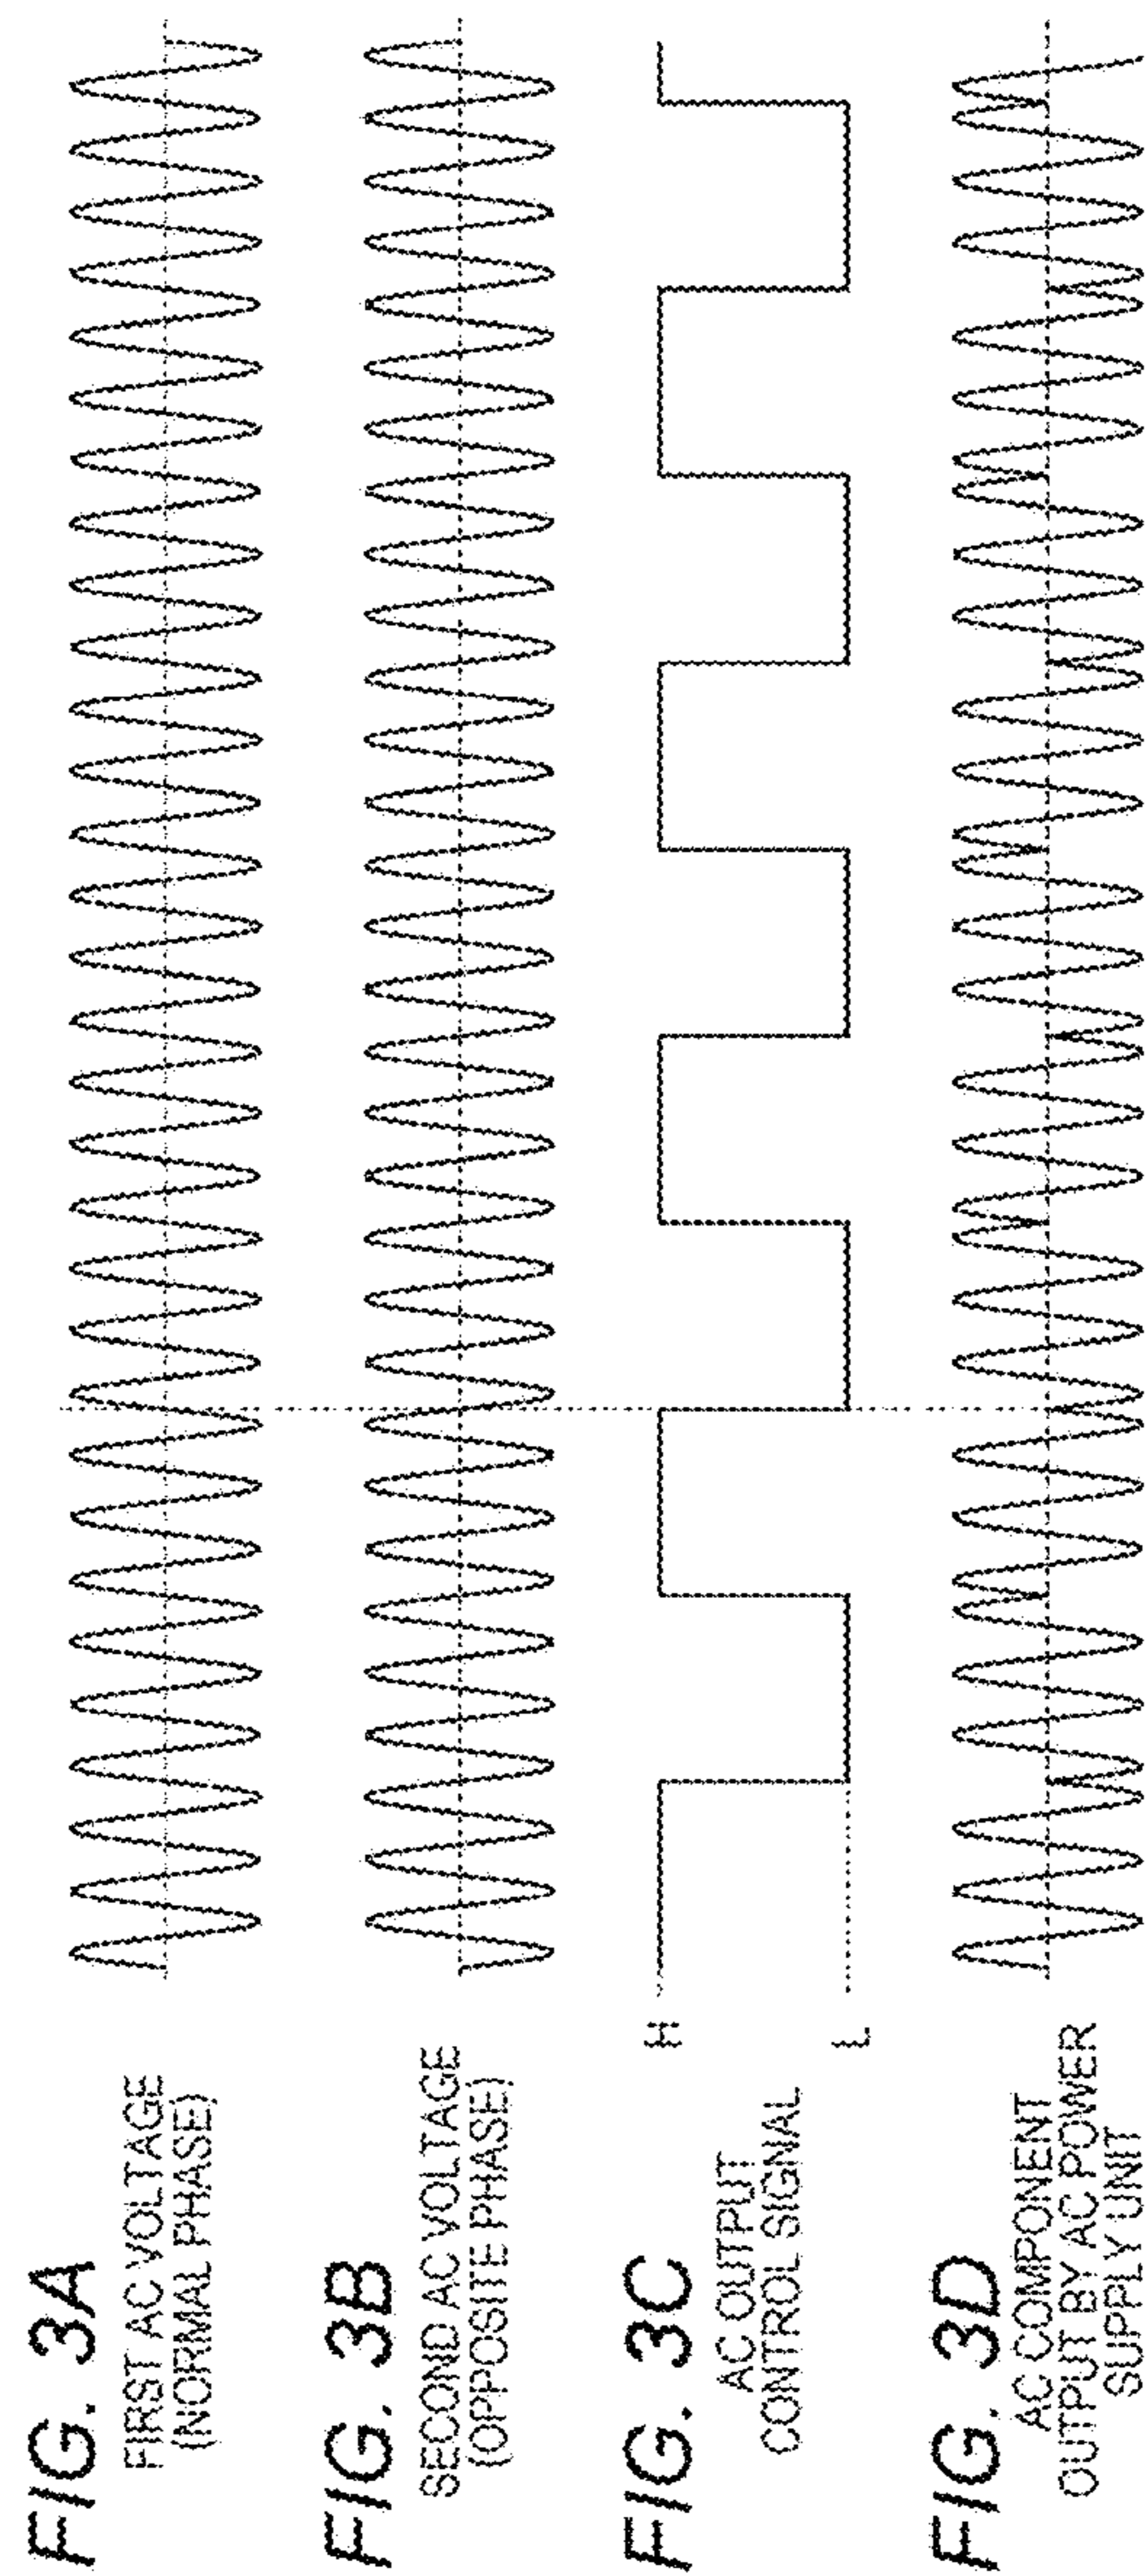 FIG. 3A
FIRST AC VOLTAGE
(NORMAL PHASE)
FIG. 3B
SECOND AC VOLTAGE
(OPPOSITE PHASE)
FIG. 3C
AC OUTPUT
CONTROL SIGNAL
H
L
FIG. 3D
AC COMPONENT
OUTPUT BY AC POWER
SUPPLY UNIT